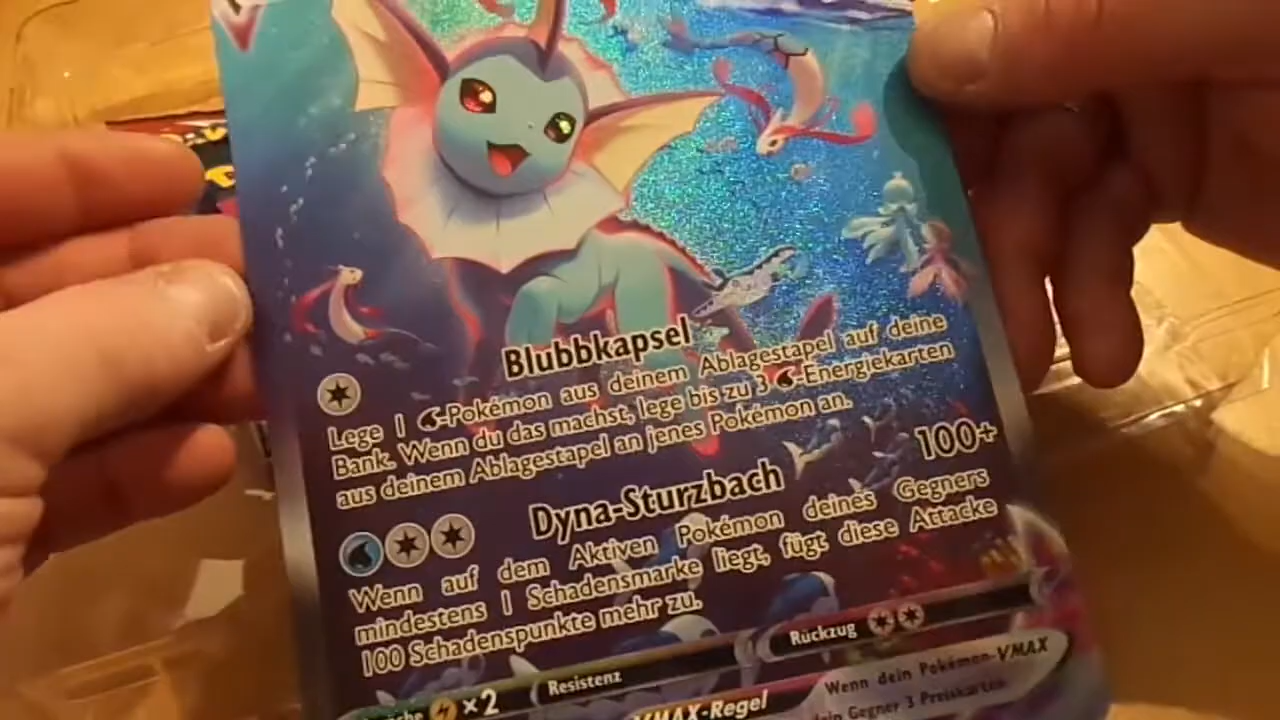 Blubbkapsel
Lege 1 -Pokémon aus deinem Ablagestapel auf deine
Bank. Wenn du das machst, lege bis zu 3 -Energiekarten
aus deinem Ablagestapel an jenes Pokémon an.
Dyna-Sturzbach 100+
Wenn auf dem Aktiven Pokémon deines Gegners
mindestens 1 Schadensmarke liegt, fügt diese Attacke
100 Schadenspunkte mehr zu.
×2 Resistenz Rückzug
VMAX-Regel Wenn dein Pokémon-VMAX
dein Gegner 3 Preiskarten